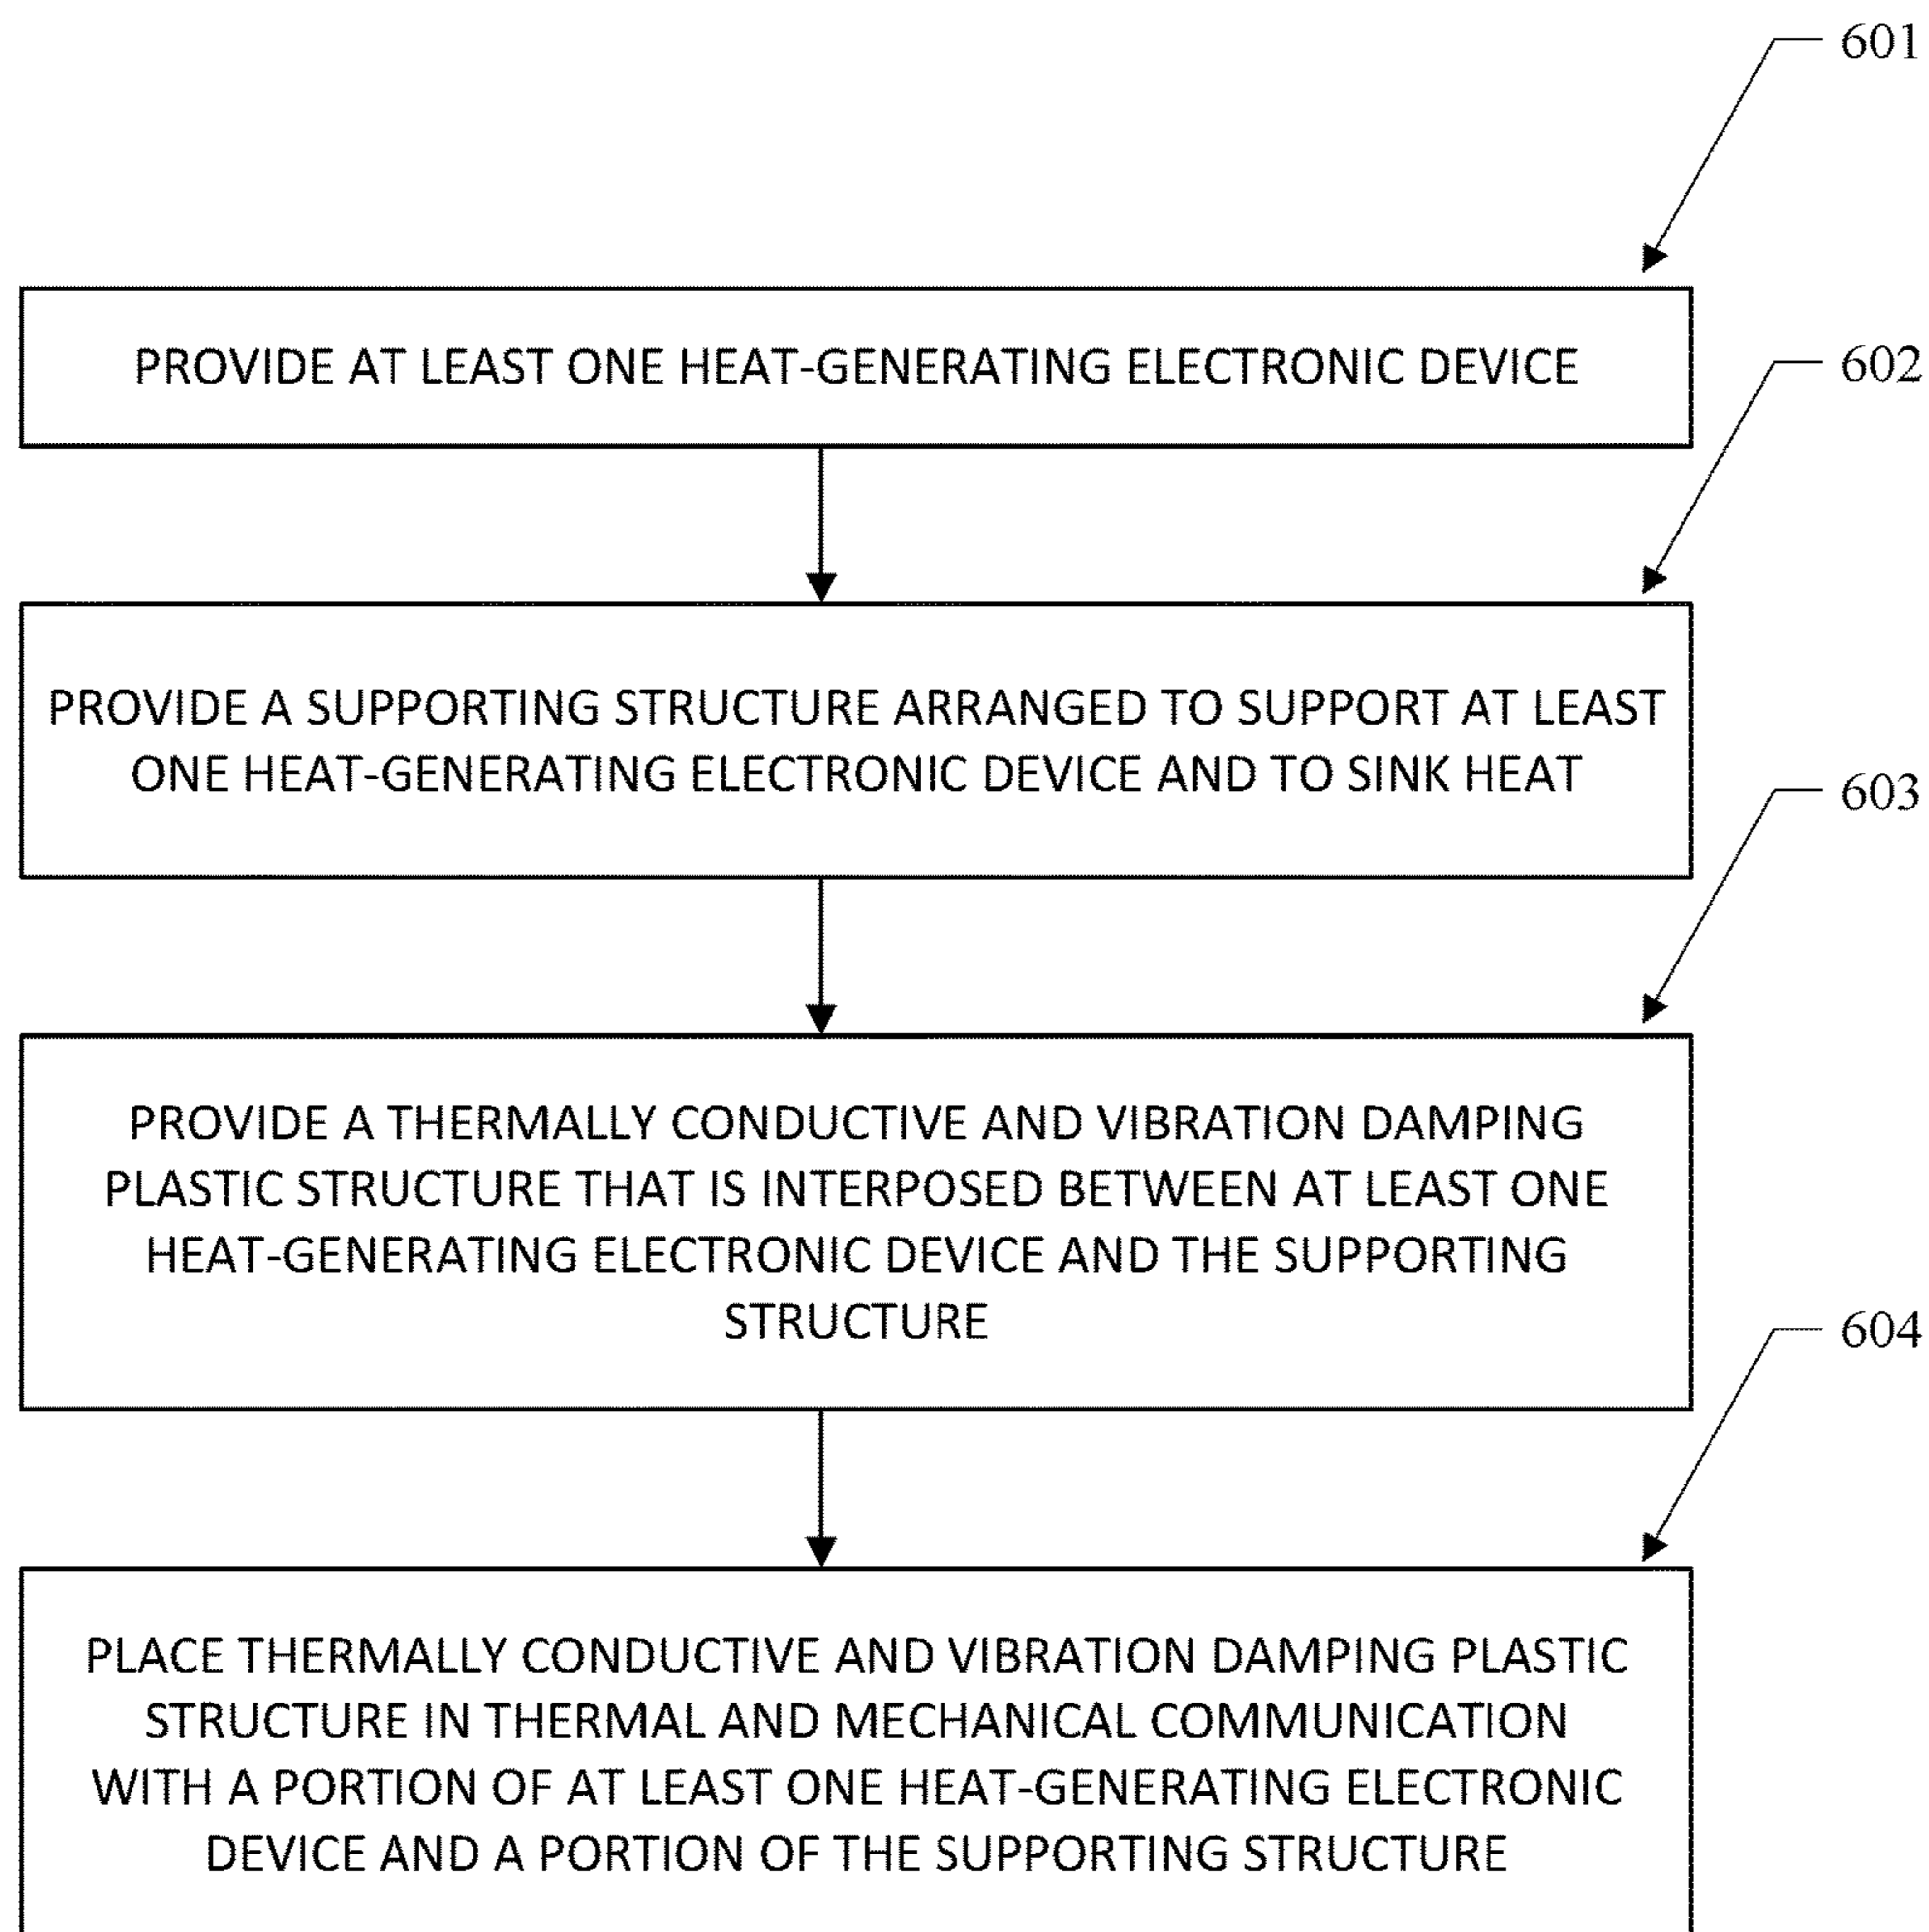 601
PROVIDE AT LEAST ONE HEAT-GENERATING ELECTRONIC DEVICE
602
PROVIDE A SUPPORTING STRUCTURE ARRANGED TO SUPPORT AT LEAST
ONE HEAT-GENERATING ELECTRONIC DEVICE AND TO SINK HEAT
603
PROVIDE A THERMALLY CONDUCTIVE AND VIBRATION DAMPING
PLASTIC STRUCTURE THAT IS INTERPOSED BETWEEN AT LEAST ONE
HEAT-GENERATING ELECTRONIC DEVICE AND THE SUPPORTING
STRUCTURE
604
PLACE THERMALLY CONDUCTIVE AND VIBRATION DAMPING PLASTIC
STRUCTURE IN THERMAL AND MECHANICAL COMMUNICATION
WITH A PORTION OF AT LEAST ONE HEAT-GENERATING ELECTRONIC
DEVICE AND A PORTION OF THE SUPPORTING STRUCTURE